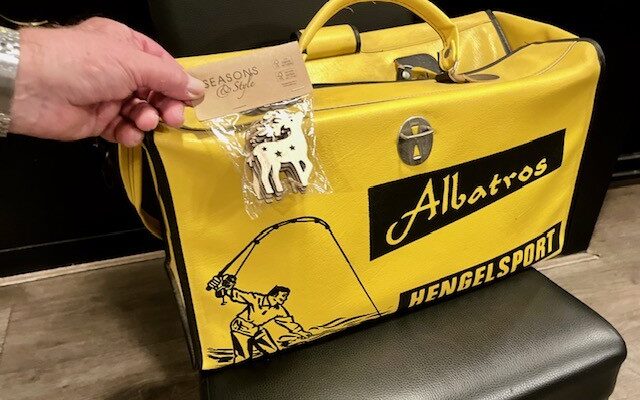 SEASONS
& Style
Albatros
HENGELSPORT